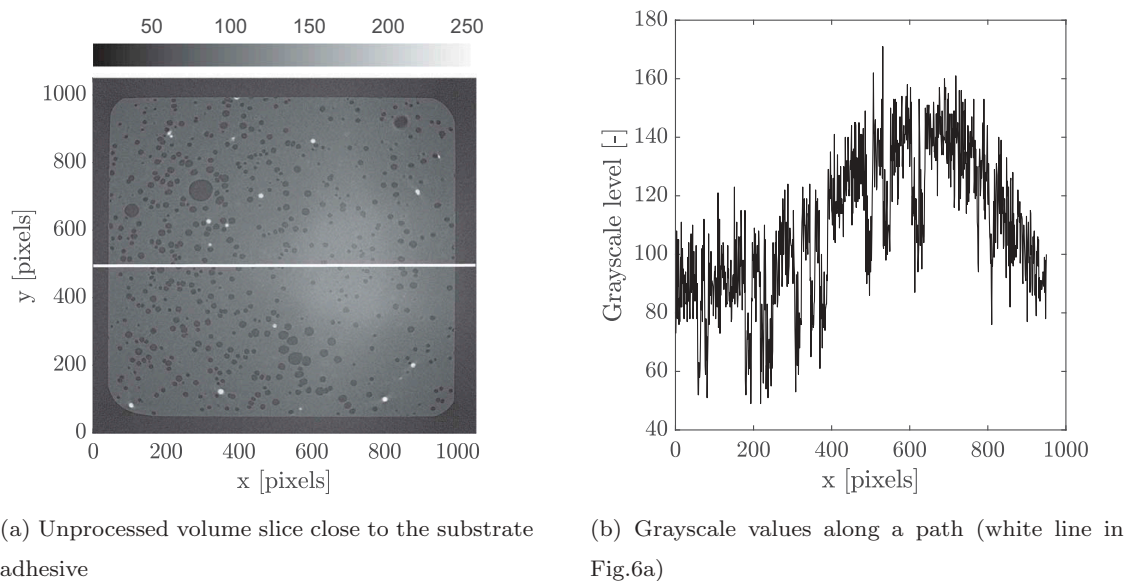 50 100 150 200 250
1000
800
600
400
200
0
y [pixels]
0 200 400 600 800 1000
x [pixels]
180
160
140
120
100
80
60
40
Grayscale level [-]
0 200 400 600 800 1000
x [pixels]
(a) Unprocessed volume slice close to the substrate
adhesive
(b) Grayscale values along a path (white line in
Fig.6a)